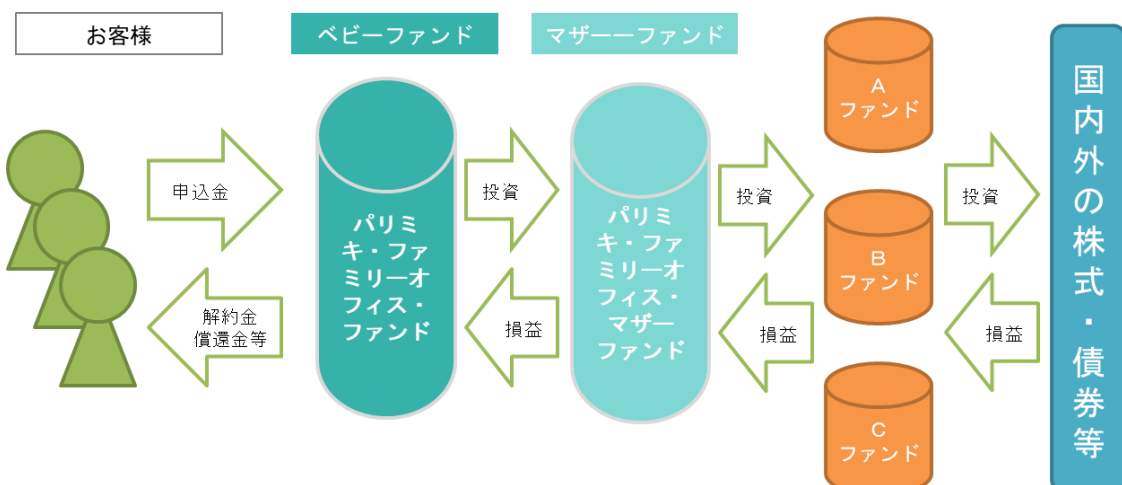 お客様
ベビーファンド
マザーーファンド
申込金
解約金
償還金等
パリミ
キ・ファ
ミリーオ
フィス・
ファンド
投資
損益
パリミ
キ・ファ
ミリーオ
フィス・
マザー
ファンド
投資
損益
A
ファンド
B
ファンド
C
ファンド
投資
損益
国内外の株式・債券等